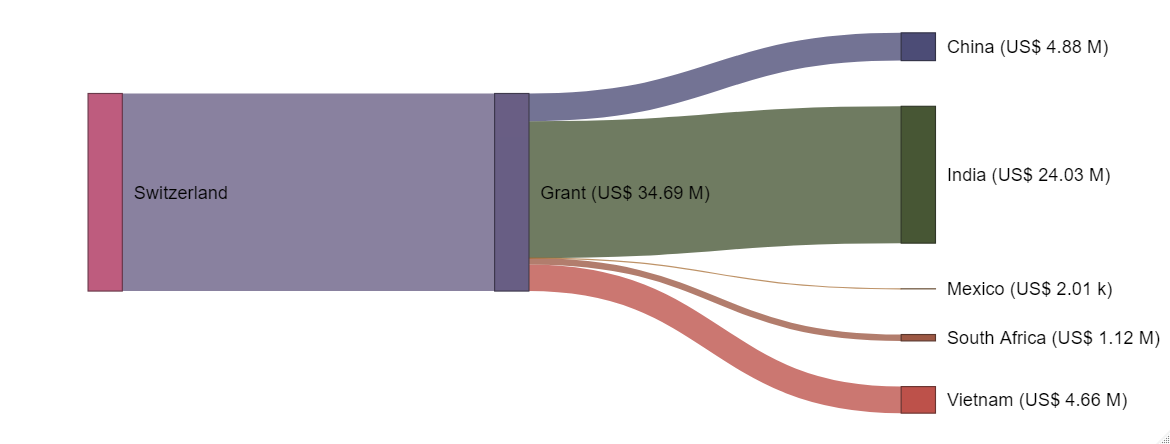 China (US$ 4.88 M)
India (US$ 24.03 M)
Switzerland
Grant (US$ 34.69 M)
Mexico (US$ 2.01 k)
South Africa (US$ 1.12 M)
Vietnam (US$ 4.66 M)